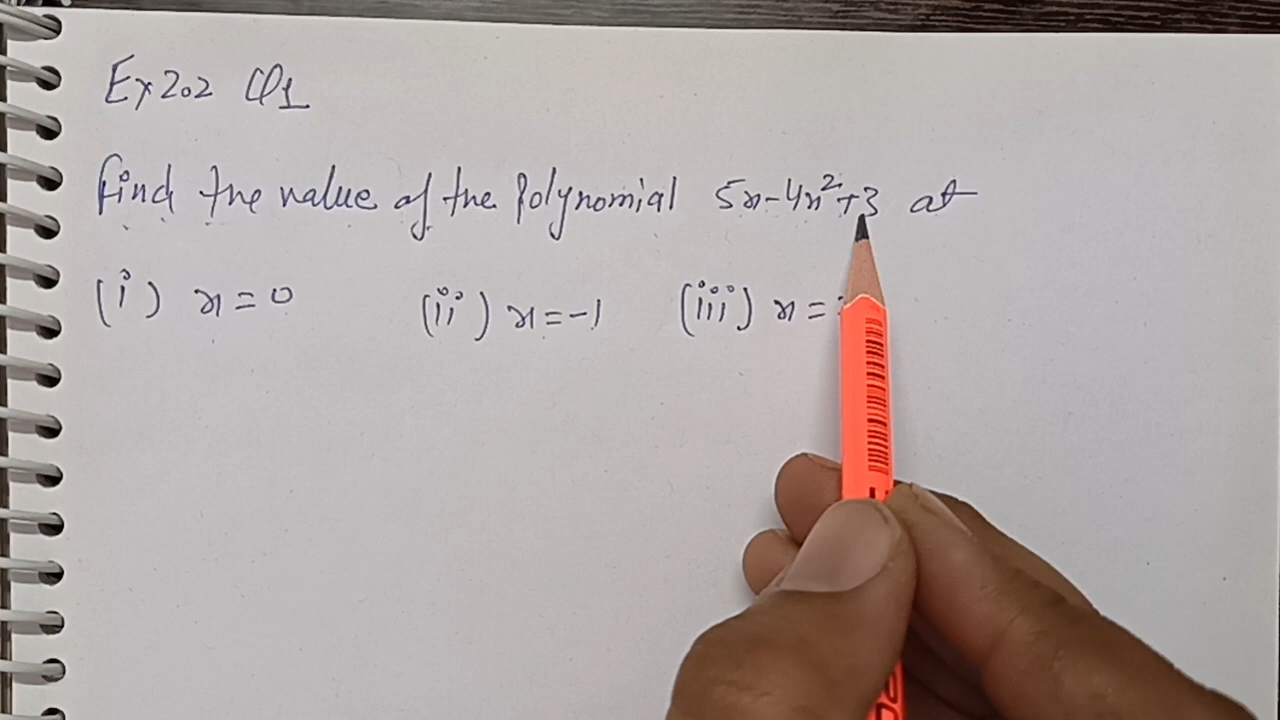 Ex 2.2 Q1
Find the value of the Polynomial 5x-4x²+3 at
(i) x=0 (ii) x=-1 (iii) x=